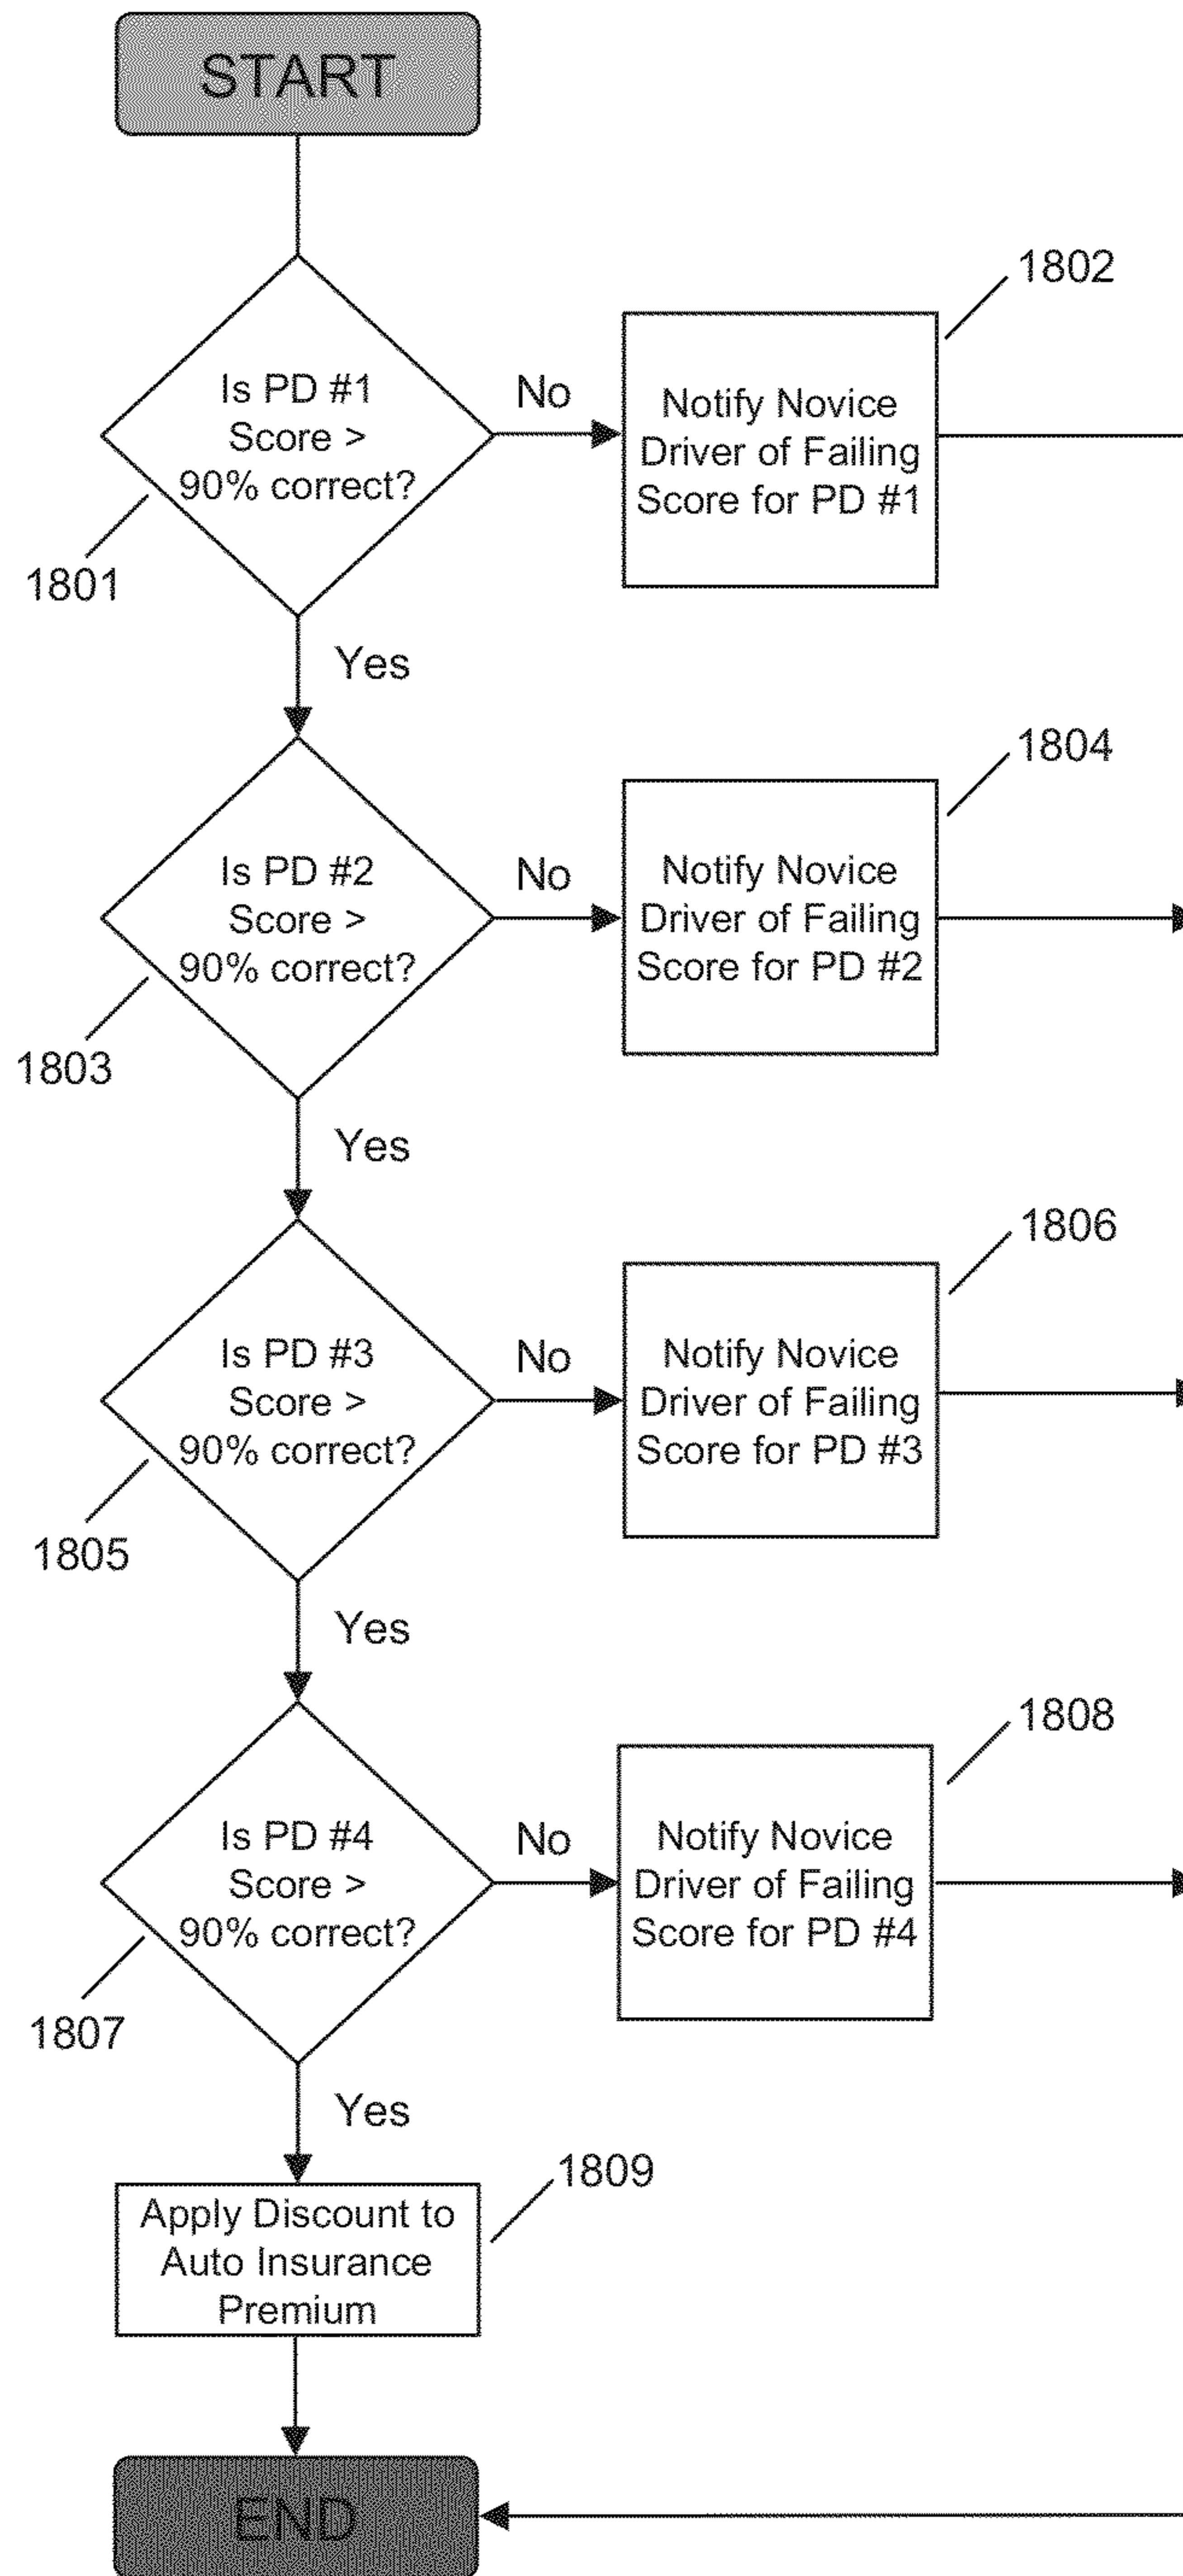 START
1802
Is PD #1
Score >
90% correct?
No
Notify Novice
Driver of Failing
Score for PD #1
1801
Yes
1804
Is PD #2
Score >
90% correct?
No
Notify Novice
Driver of Failing
Score for PD #2
1803
Yes
1806
Is PD #3
Score >
90% correct?
No
Notify Novice
Driver of Failing
Score for PD #3
1805
Yes
1808
Is PD #4
Score >
90% correct?
No
Notify Novice
Driver of Failing
Score for PD #4
1807
Yes
1809
Apply Discount to
Auto Insurance
Premium
END